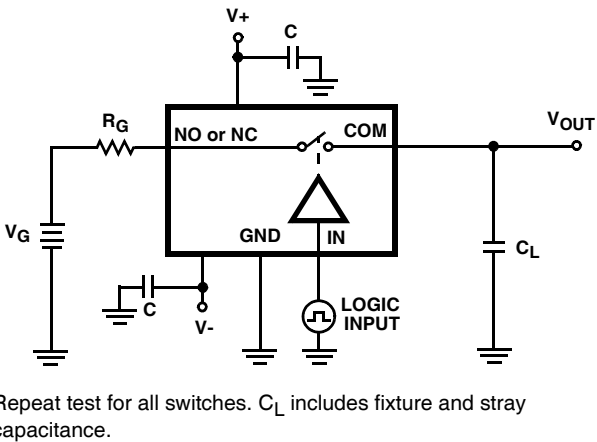 V+
C
RG
NO or NC
COM
VOUT
VG
GND
IN
CL
C
V-
LOGIC
INPUT
Repeat test for all switches. CL includes fixture and stray
capacitance.